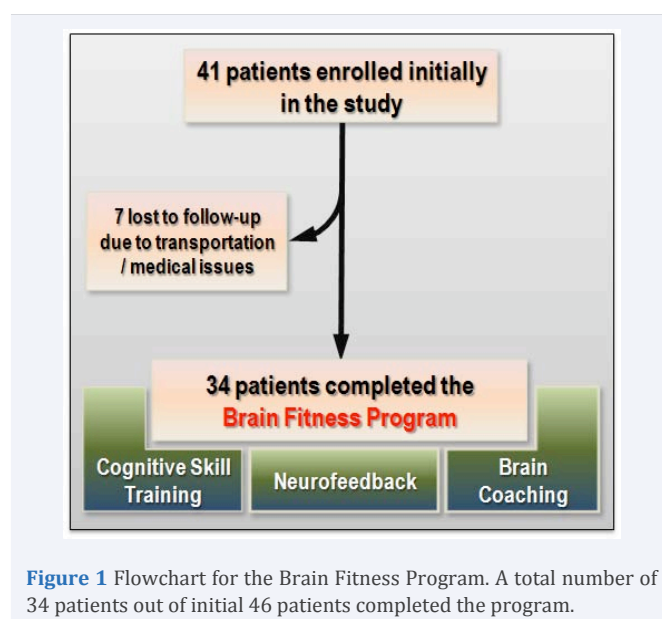 41 patients enrolled initially
in the study
7 lost to follow-up
due to transportation
/ medical issues
34 patients completed the
Brain Fitness Program
Cognitive Skill
Training
Neurofeedback
Brain
Coaching
Figure 1 Flowchart for the Brain Fitness Program. A total number of
34 patients out of initial 46 patients completed the program.